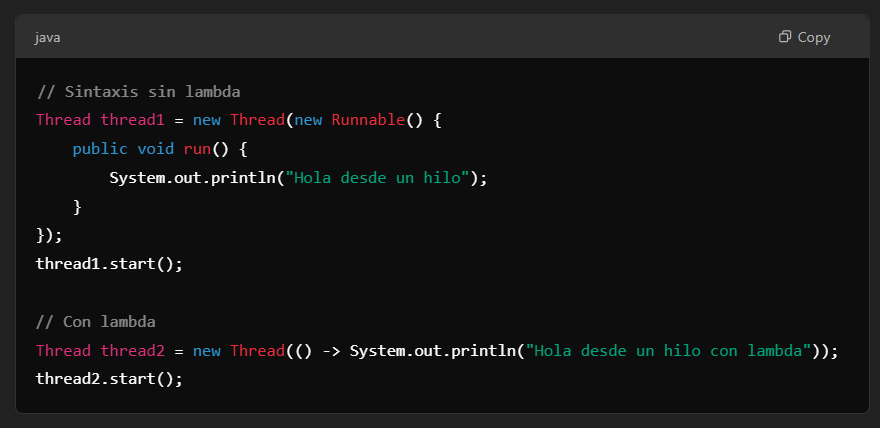 java
Copy
// Sintaxis sin lambda
Thread thread1 = new Thread(new Runnable() {
    public void run() {
        System.out.println("Hola desde un hilo");
    }
});
thread1.start();
// Con lambda
Thread thread2 = new Thread(() -> System.out.println("Hola desde un hilo con lambda"));
thread2.start();